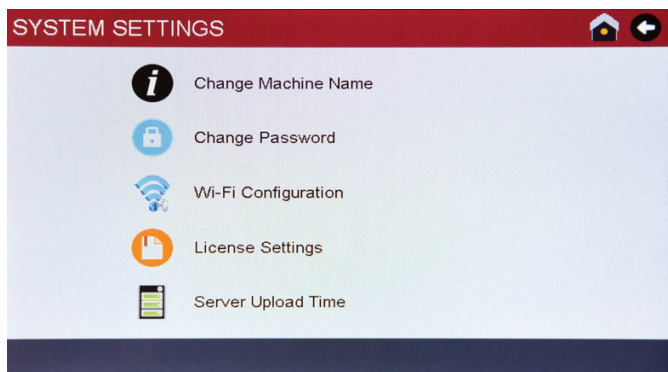 SYSTEM SETTINGS
Change Machine Name
Change Password
Wi-Fi Configuration
License Settings
Server Upload Time